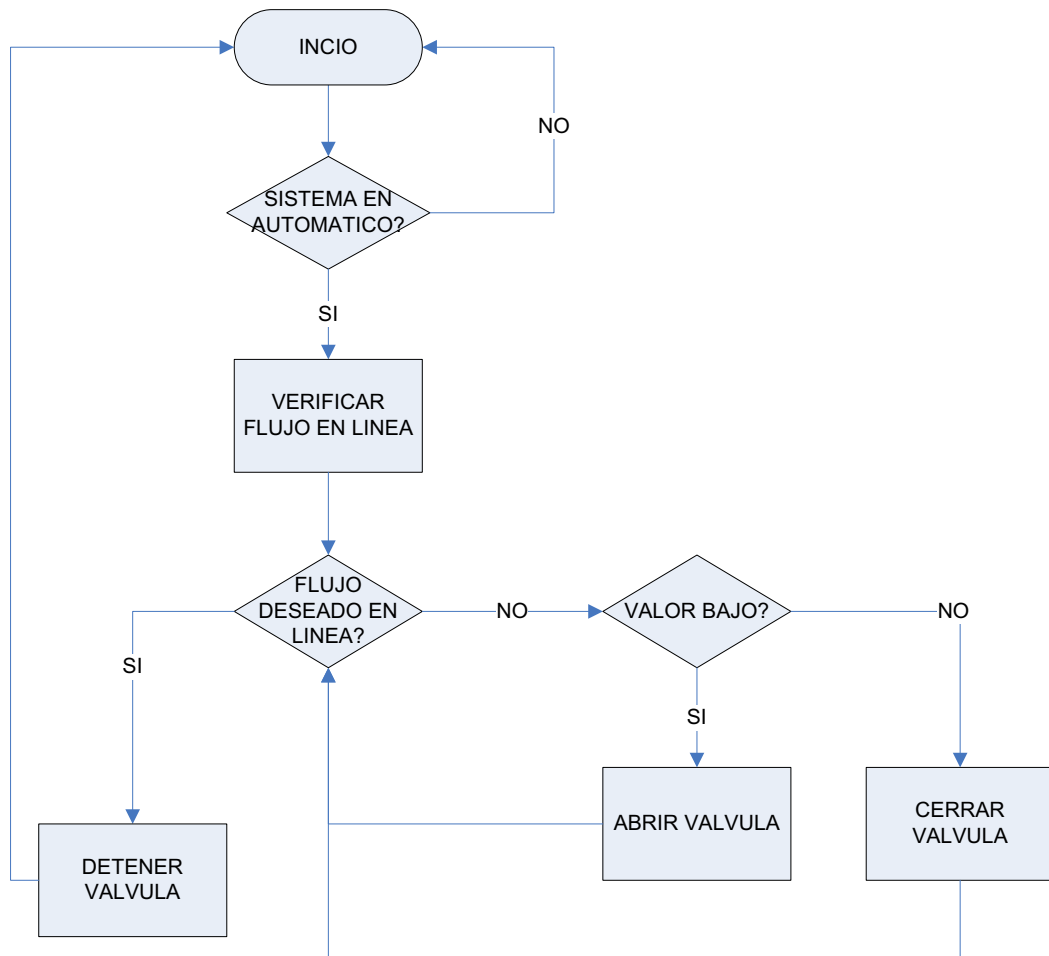 INCIO
NO
SISTEMA EN
AUTOMATICO?
SI
VERIFICAR
FLUJO EN LINEA
FLUJO
DESEADO EN
LINEA?
NO
VALOR BAJO?
NO
SI
SI
ABRIR VALVULA
CERRAR
VALVULA
DETENER
VALVULA